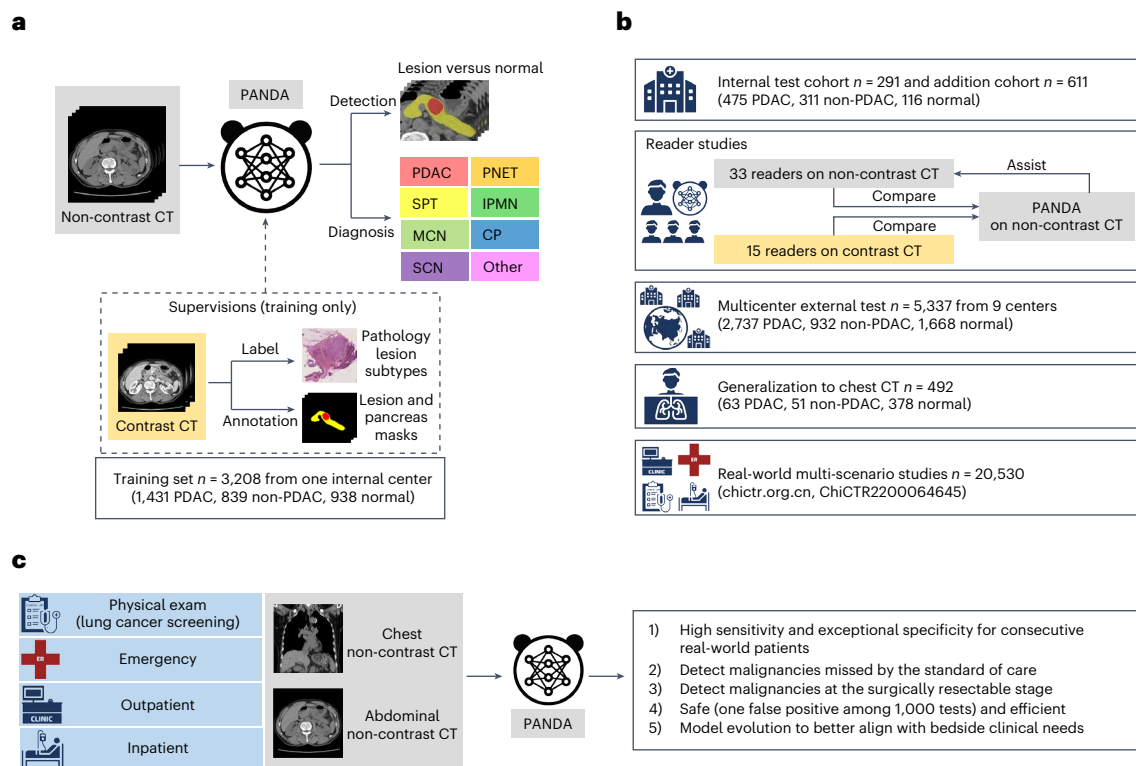 a
Lesion versus normal
PANDA
Detection
Non-contrast CT
Diagnosis
PDAC
PNET
SPT
IPMN
MCN
CP
SCN
Other
Supervisions (training only)
Label
Pathology
lesion
subtypes
Contrast CT
Annotation
Lesion and
pancreas
masks
Training set n = 3,208 from one internal center
(1,431 PDAC, 839 non-PDAC, 938 normal)
b
Internal test cohort n = 291 and addition cohort n = 611
(475 PDAC, 311 non-PDAC, 116 normal)
Reader studies
33 readers on non-contrast CT
Assist
Compare
PANDA
on non-contrast CT
Compare
15 readers on contrast CT
Multicenter external test n = 5,337 from 9 centers
(2,737 PDAC, 932 non-PDAC, 1,668 normal)
Generalization to chest CT n = 492
(63 PDAC, 51 non-PDAC, 378 normal)
CLINIC
ER
Real-world multi-scenario studies n = 20,530
(chictr.org.cn, ChiCTR2200064645)
c
Physical exam
(lung cancer screening)
ER
Emergency
CLINIC
Outpatient
Inpatient
Chest
non-contrast CT
Abdominal
non-contrast CT
PANDA
1) High sensitivity and exceptional specificity for consecutive
real-world patients
2) Detect malignancies missed by the standard of care
3) Detect malignancies at the surgically resectable stage
4) Safe (one false positive among 1,000 tests) and efficient
5) Model evolution to better align with bedside clinical needs